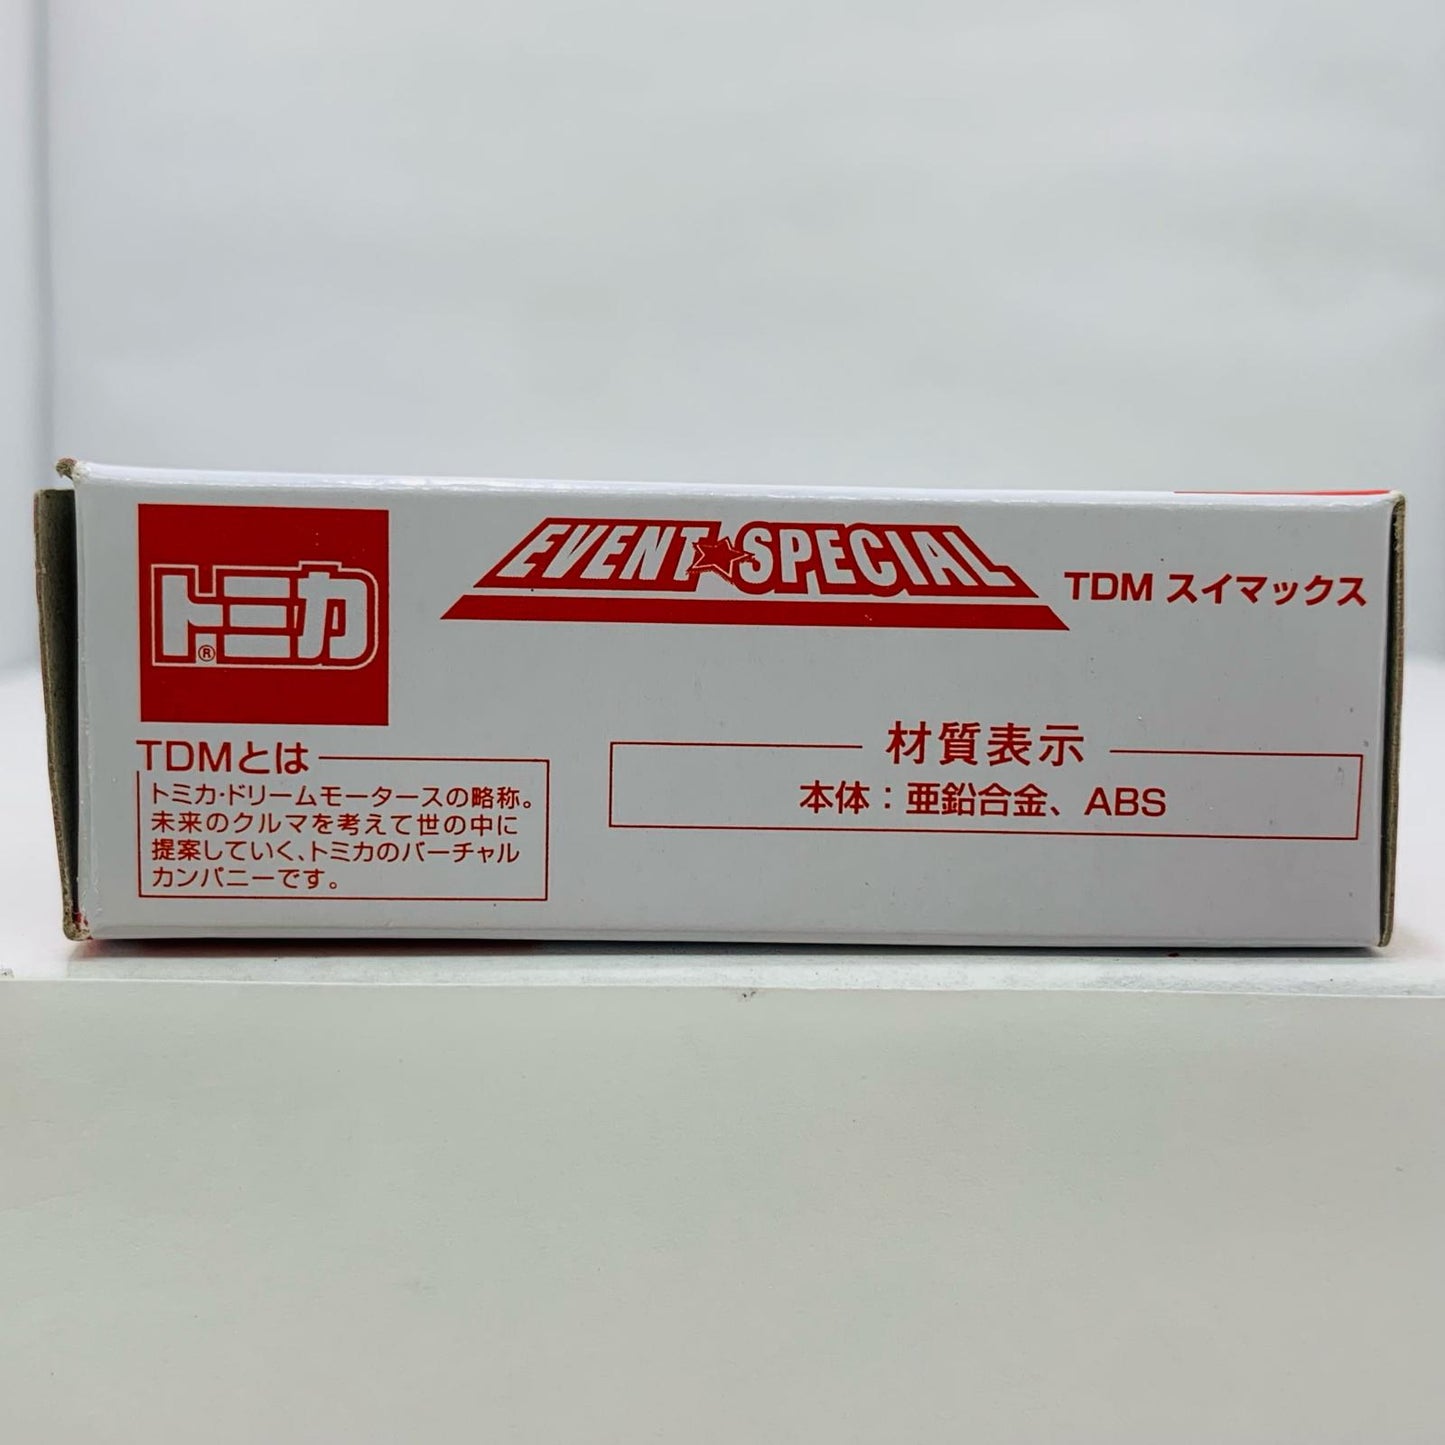 トミカ®
EVENT★SPECIAL
TDM スイマックス
TDMとは
トミカ・ドリームモータースの略称。
未来のクルマを考えて世の中に
提案していく、トミカのバーチャル
カンパニーです。
材質表示
本体：亜鉛合金、ABS